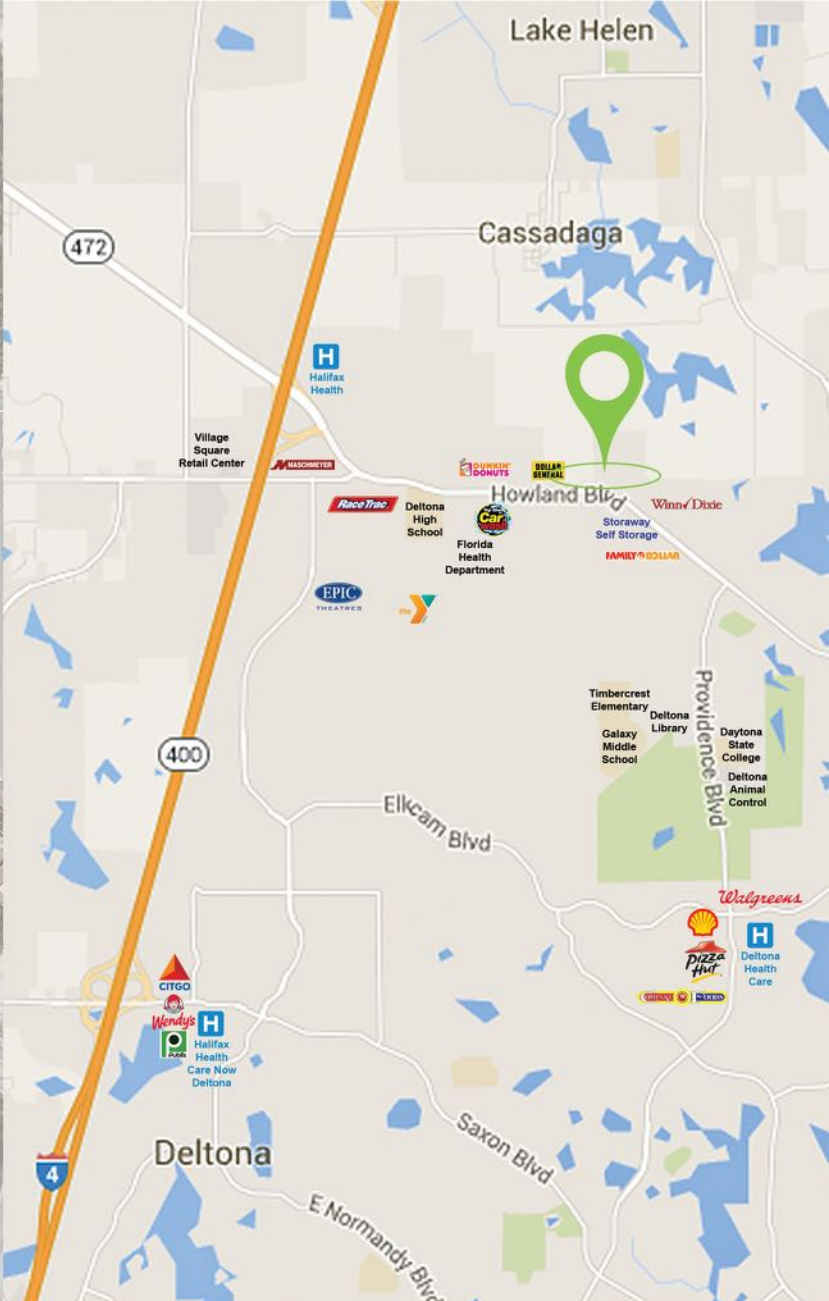 Lake Helen
Cassadaga
472
H
Halifax
Health
Village
Square
Retail Center
MASCHMEYER
DUNKIN'
DONUTS
DOLLAR
GENERAL
Howland Blvd
RaceTrac
Deltona
High
School
Car
Wash
Winn Dixie
Storaway
Self Storage
Florida
Health
Department
FAMILY DOLLAR
EPIC
THEATRES
the Y
Timbercrest
Elementary
Deltona
Library
Galaxy
Middle
School
Providence Blvd
Daytona
State
College
Deltona
Animal
Control
400
Elkcam Blvd
Walgreens
H
Deltona
Health
Care
Pizza
Hut
CITGO
Wendy's
Publix
H
Halifax
Health
Care Now
Deltona
Deltona
Saxon Blvd
4
E Normandy Blvd